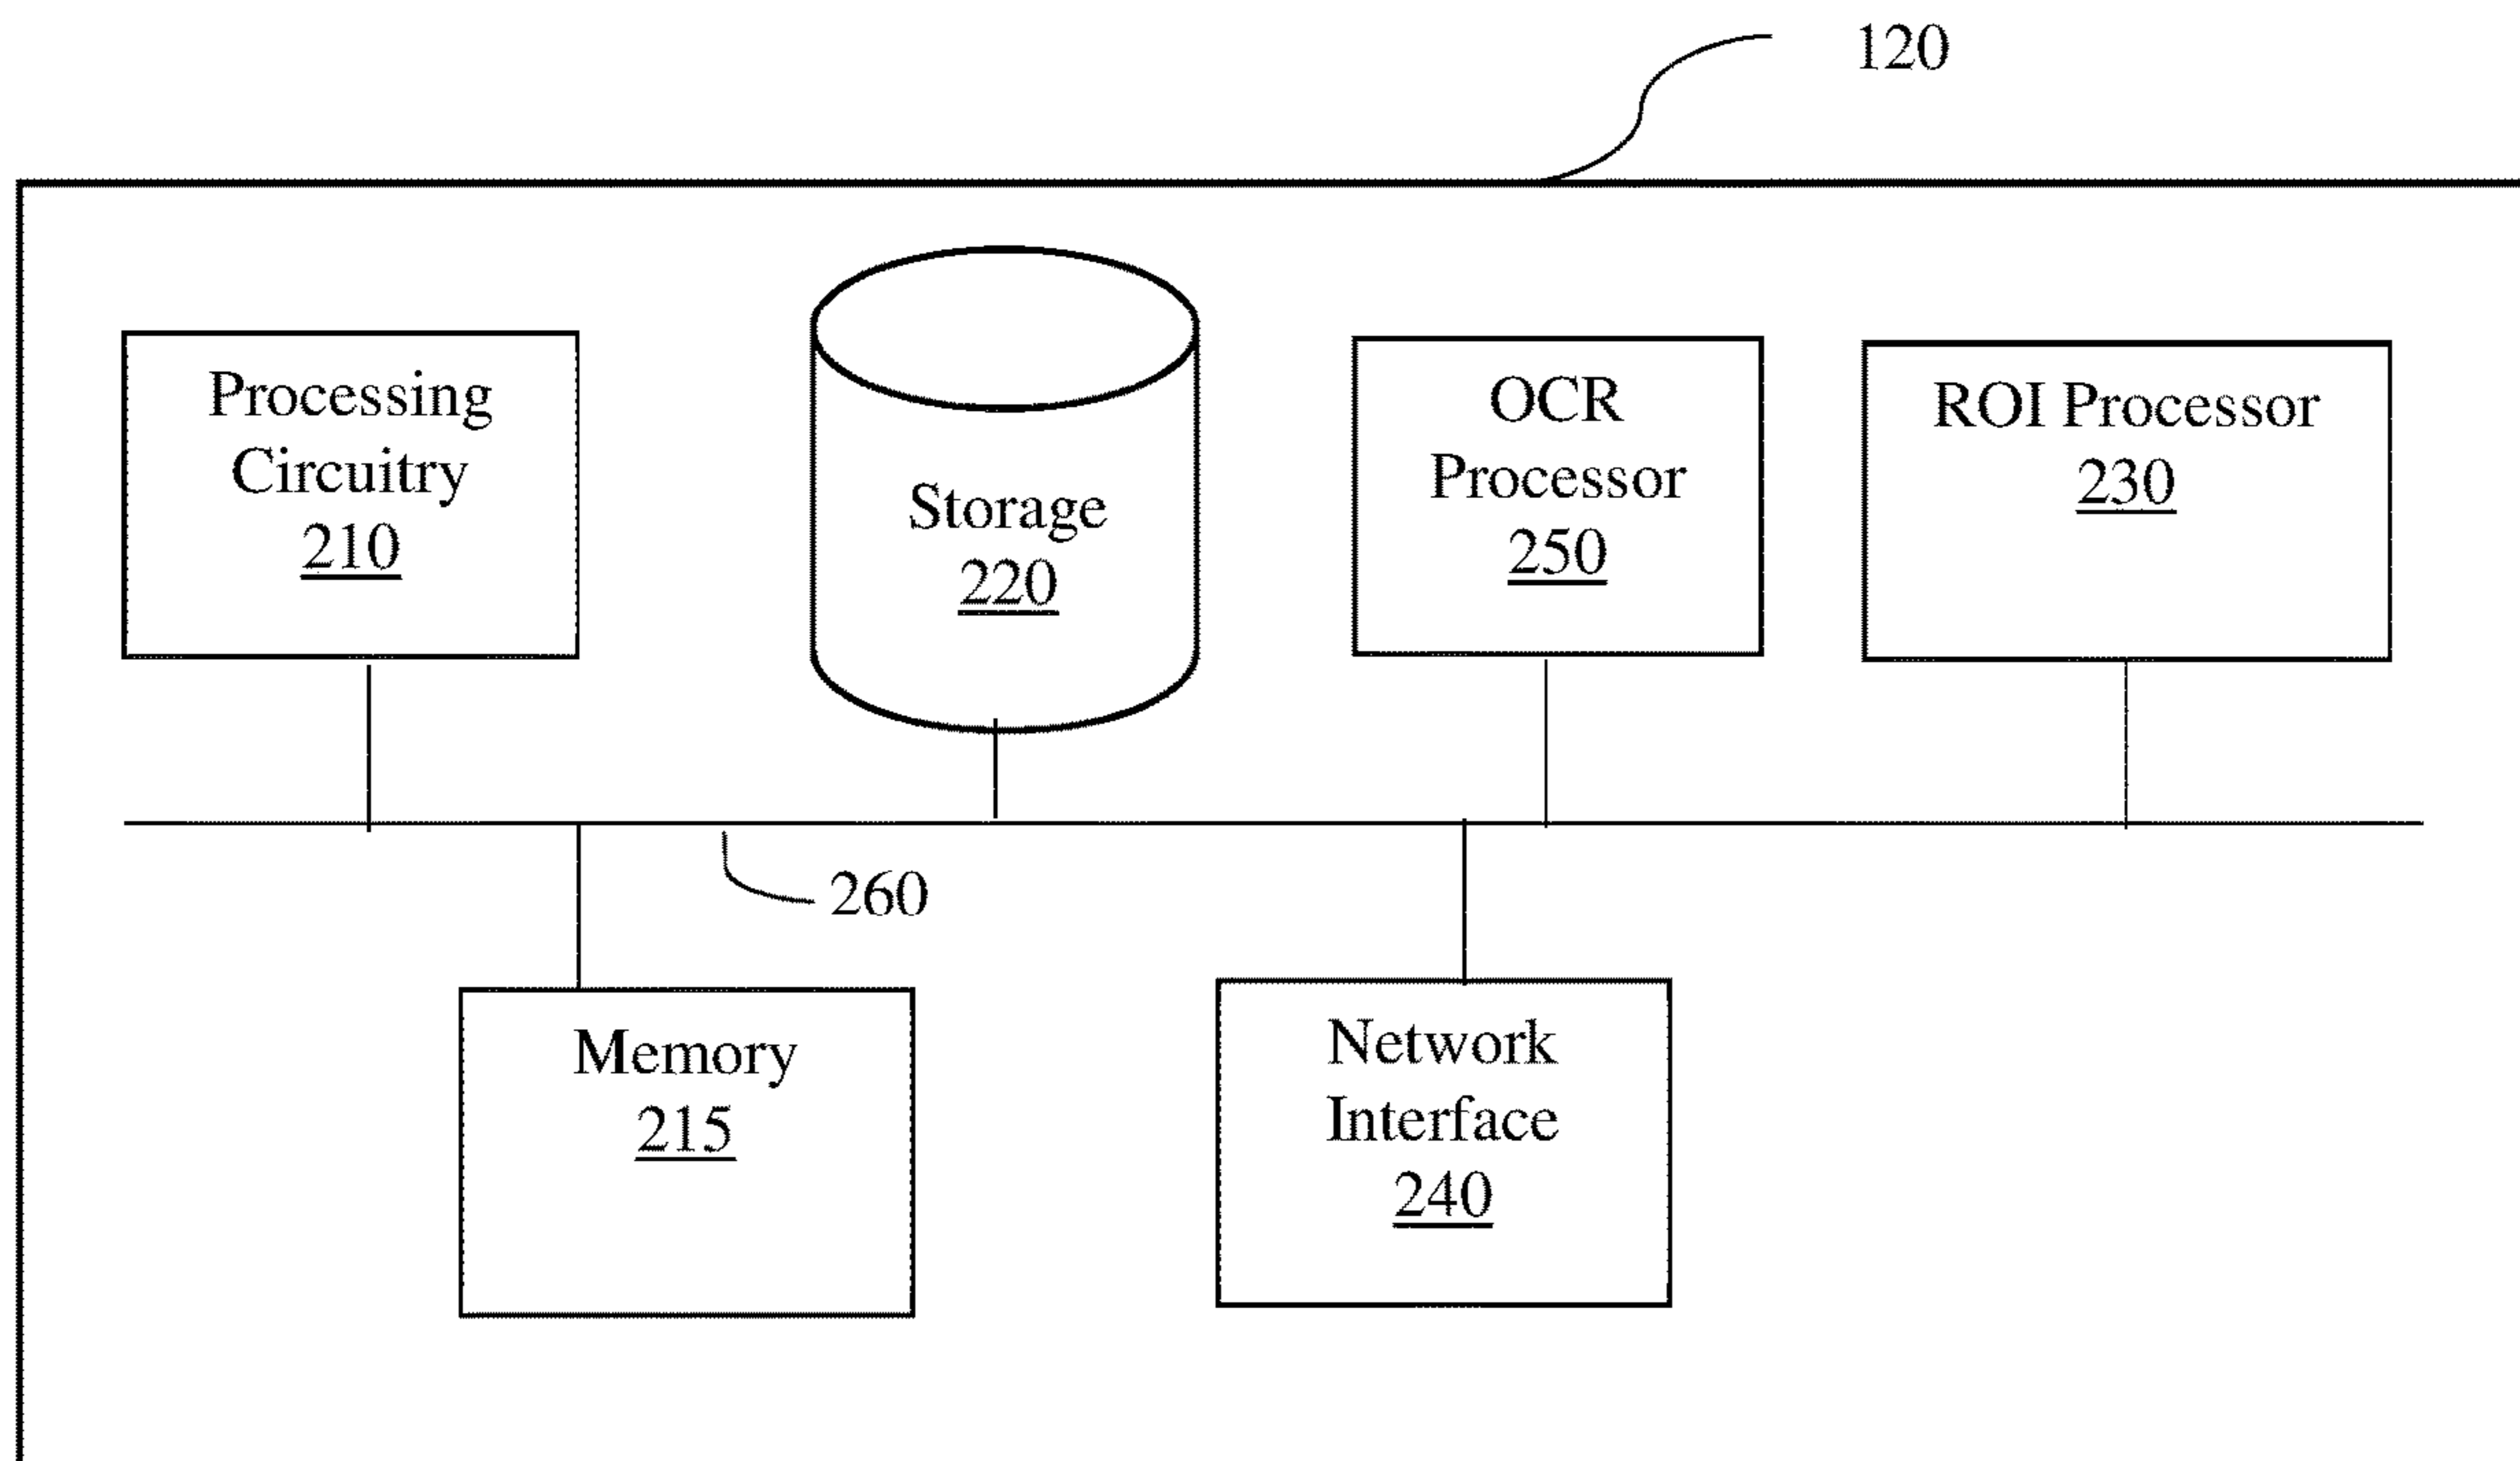 120
Processing
Circuitry
210
Storage
220
OCR
Processor
250
ROI Processor
230
260
Memory
215
Network
Interface
240